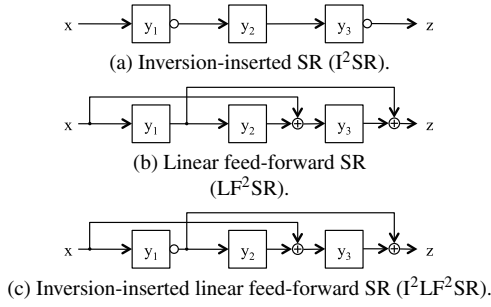 x y₁ y₂ y₃ z
(a) Inversion-inserted SR (I²SR).
x y₁ y₂ y₃ z
(b) Linear feed-forward SR
(LF²SR).
x y₁ y₂ y₃ z
(c) Inversion-inserted linear feed-forward SR (I²LF²SR).